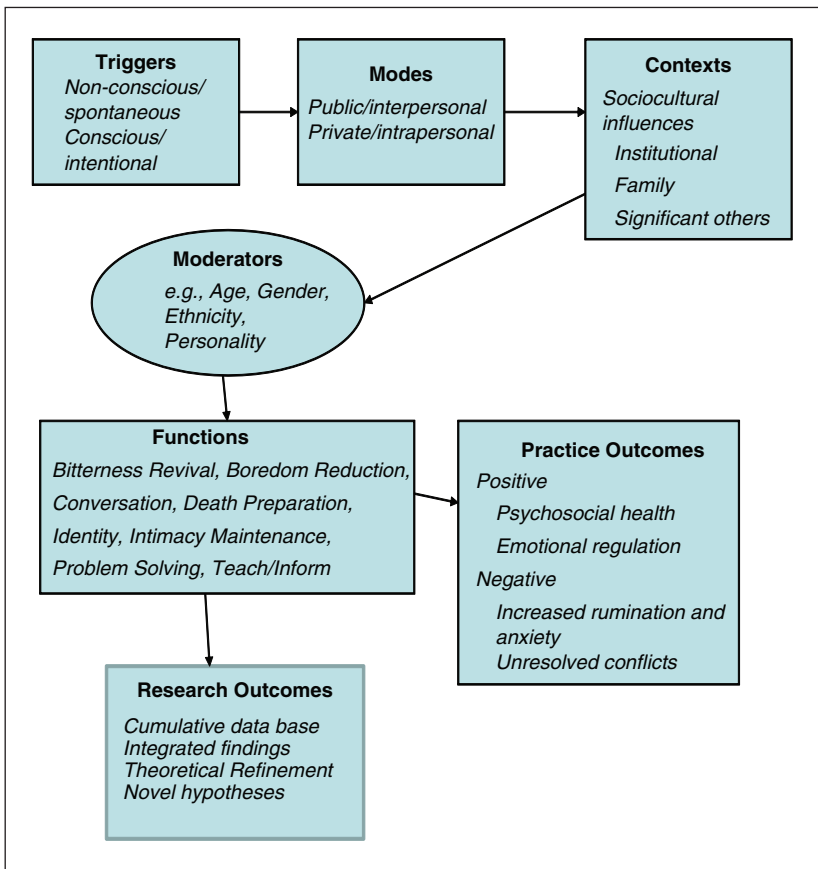 Triggers
Non-conscious/
spontaneous
Conscious/
intentional
Modes
Public/interpersonal
Private/intrapersonal
Contexts
Sociocultural
influences
Institutional
Family
Significant others
Moderators
e.g., Age, Gender,
Ethnicity,
Personality
Functions
Bitterness Revival, Boredom Reduction,
Conversation, Death Preparation,
Identity, Intimacy Maintenance,
Problem Solving, Teach/Inform
Practice Outcomes
Positive
Psychosocial health
Emotional regulation
Negative
Increased rumination and
anxiety
Unresolved conflicts
Research Outcomes
Cumulative data base
Integrated findings
Theoretical Refinement
Novel hypotheses